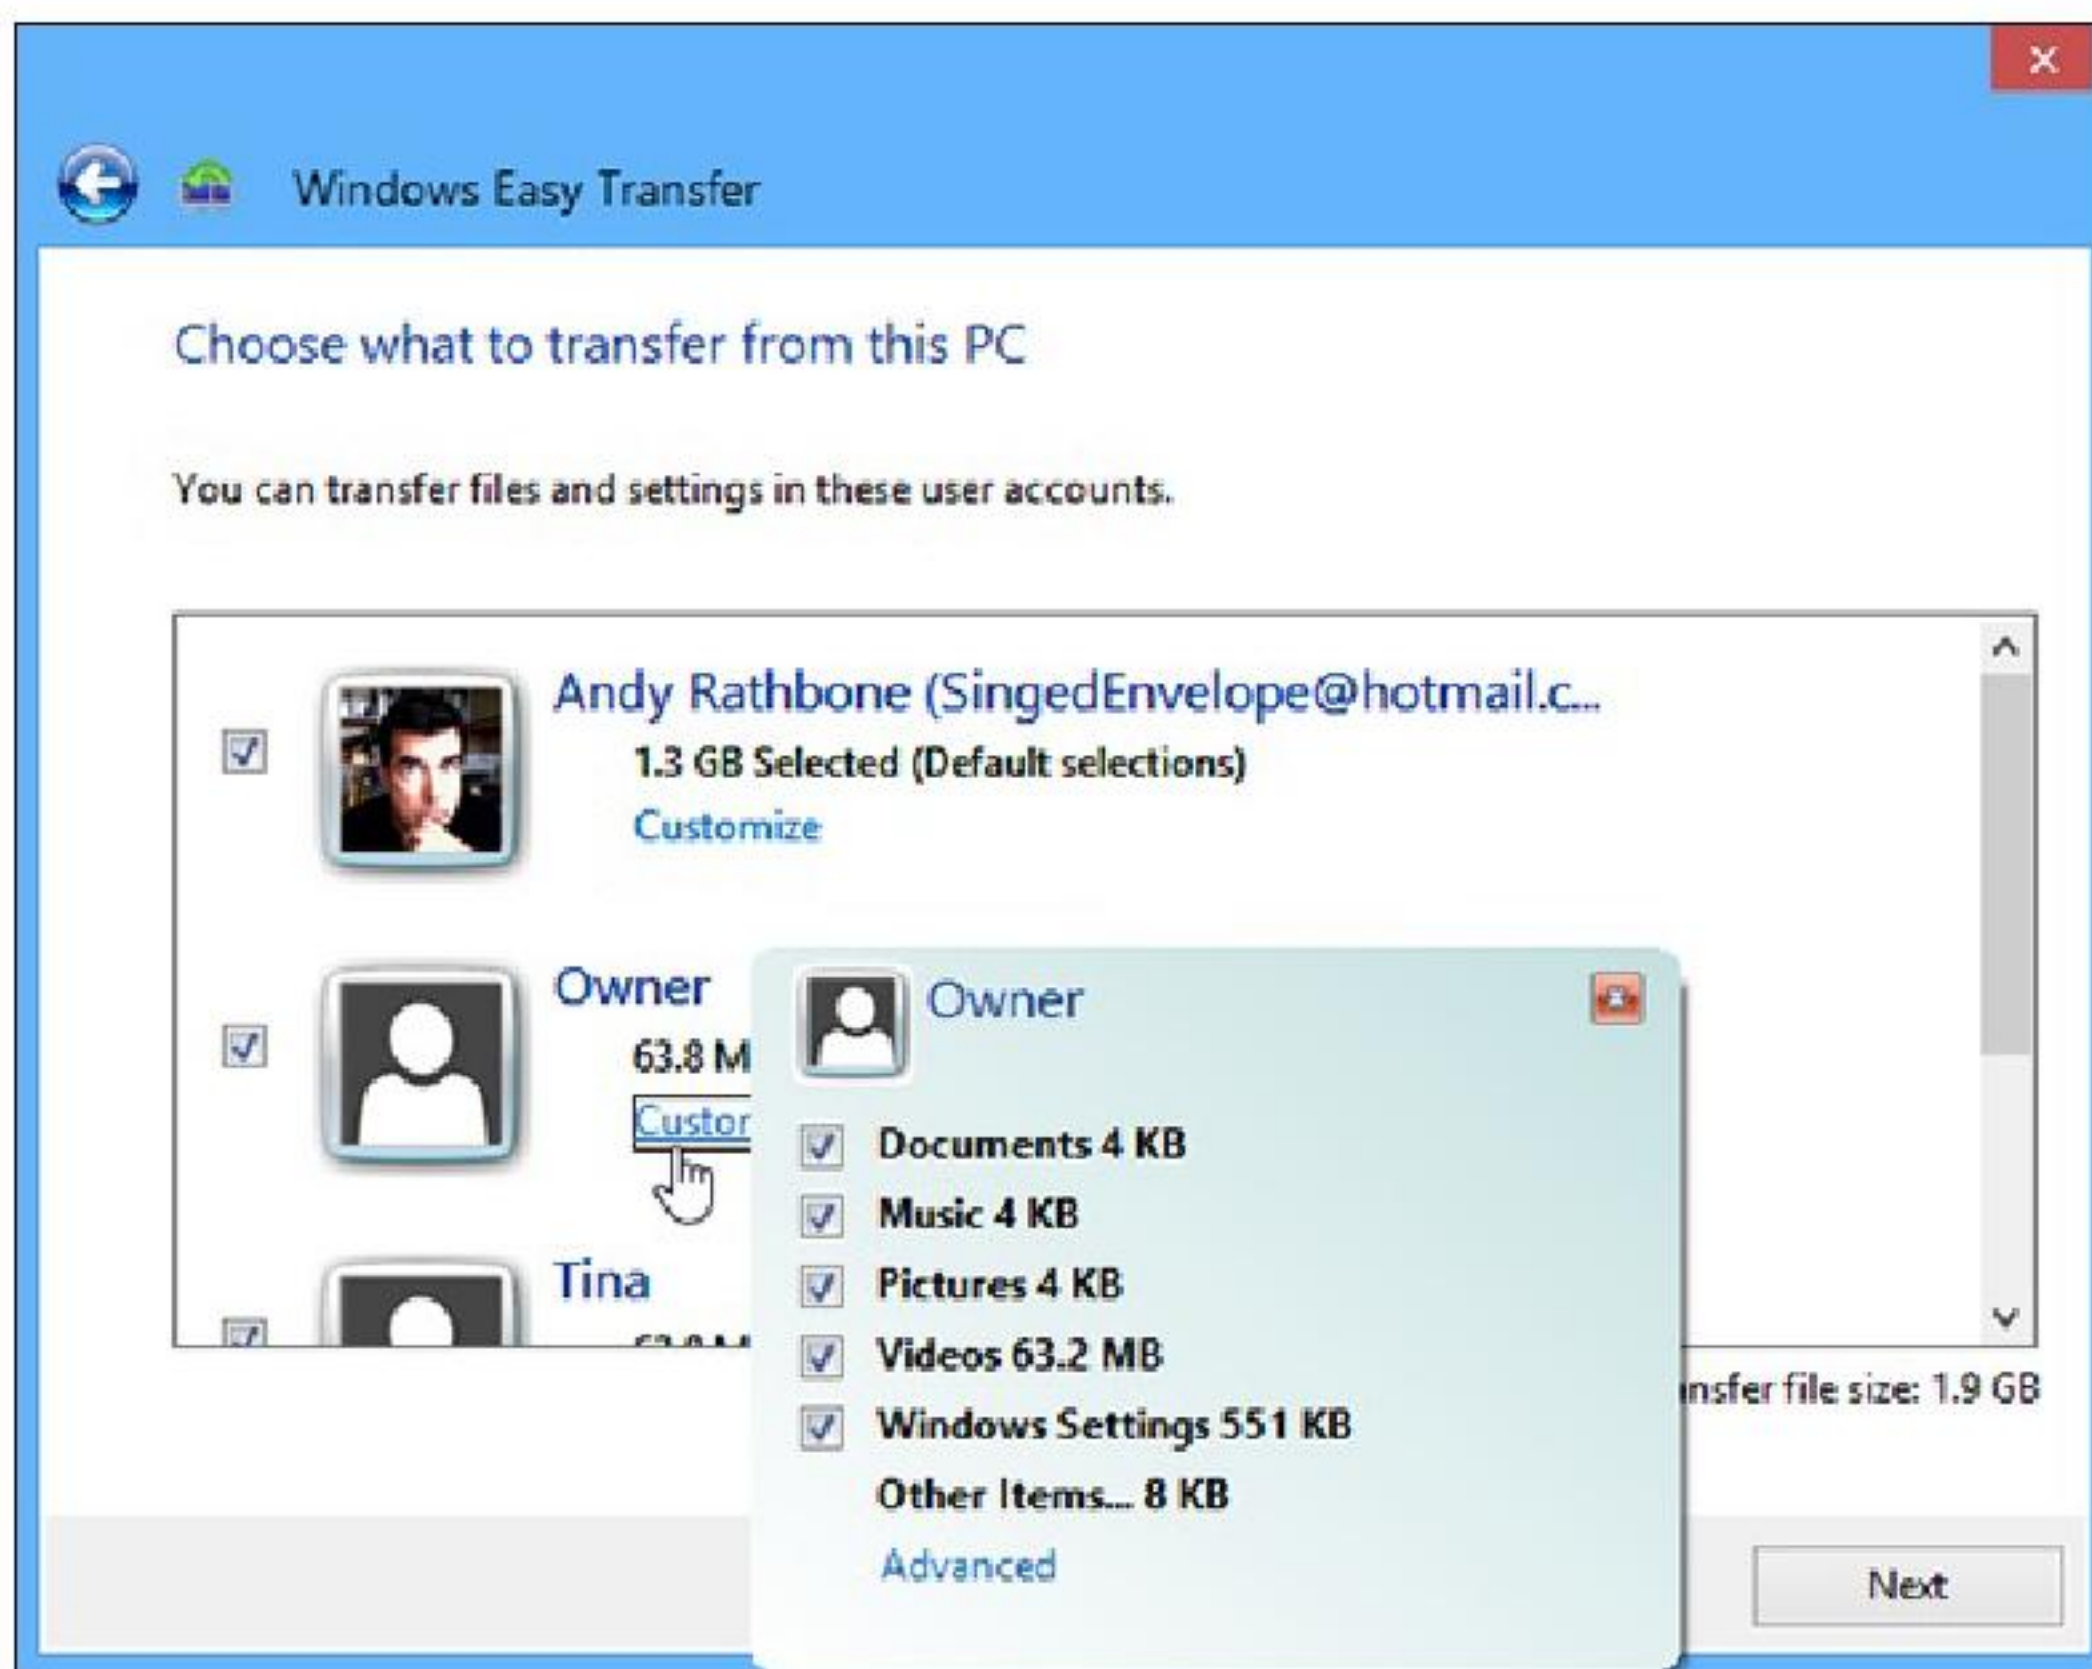 x
Windows Easy Transfer
Choose what to transfer from this PC
You can transfer files and settings in these user accounts.
Andy Rathbone (SingedEnvelope@hotmail.c...
1.3 GB Selected (Default selections)
Customize
Owner
63.8 M
Custor
Tina
Owner
Documents 4 KB
Music 4 KB
Pictures 4 KB
Videos 63.2 MB
Windows Settings 551 KB
Other Items... 8 KB
Advanced
nsfer file size: 1.9 GB
Next